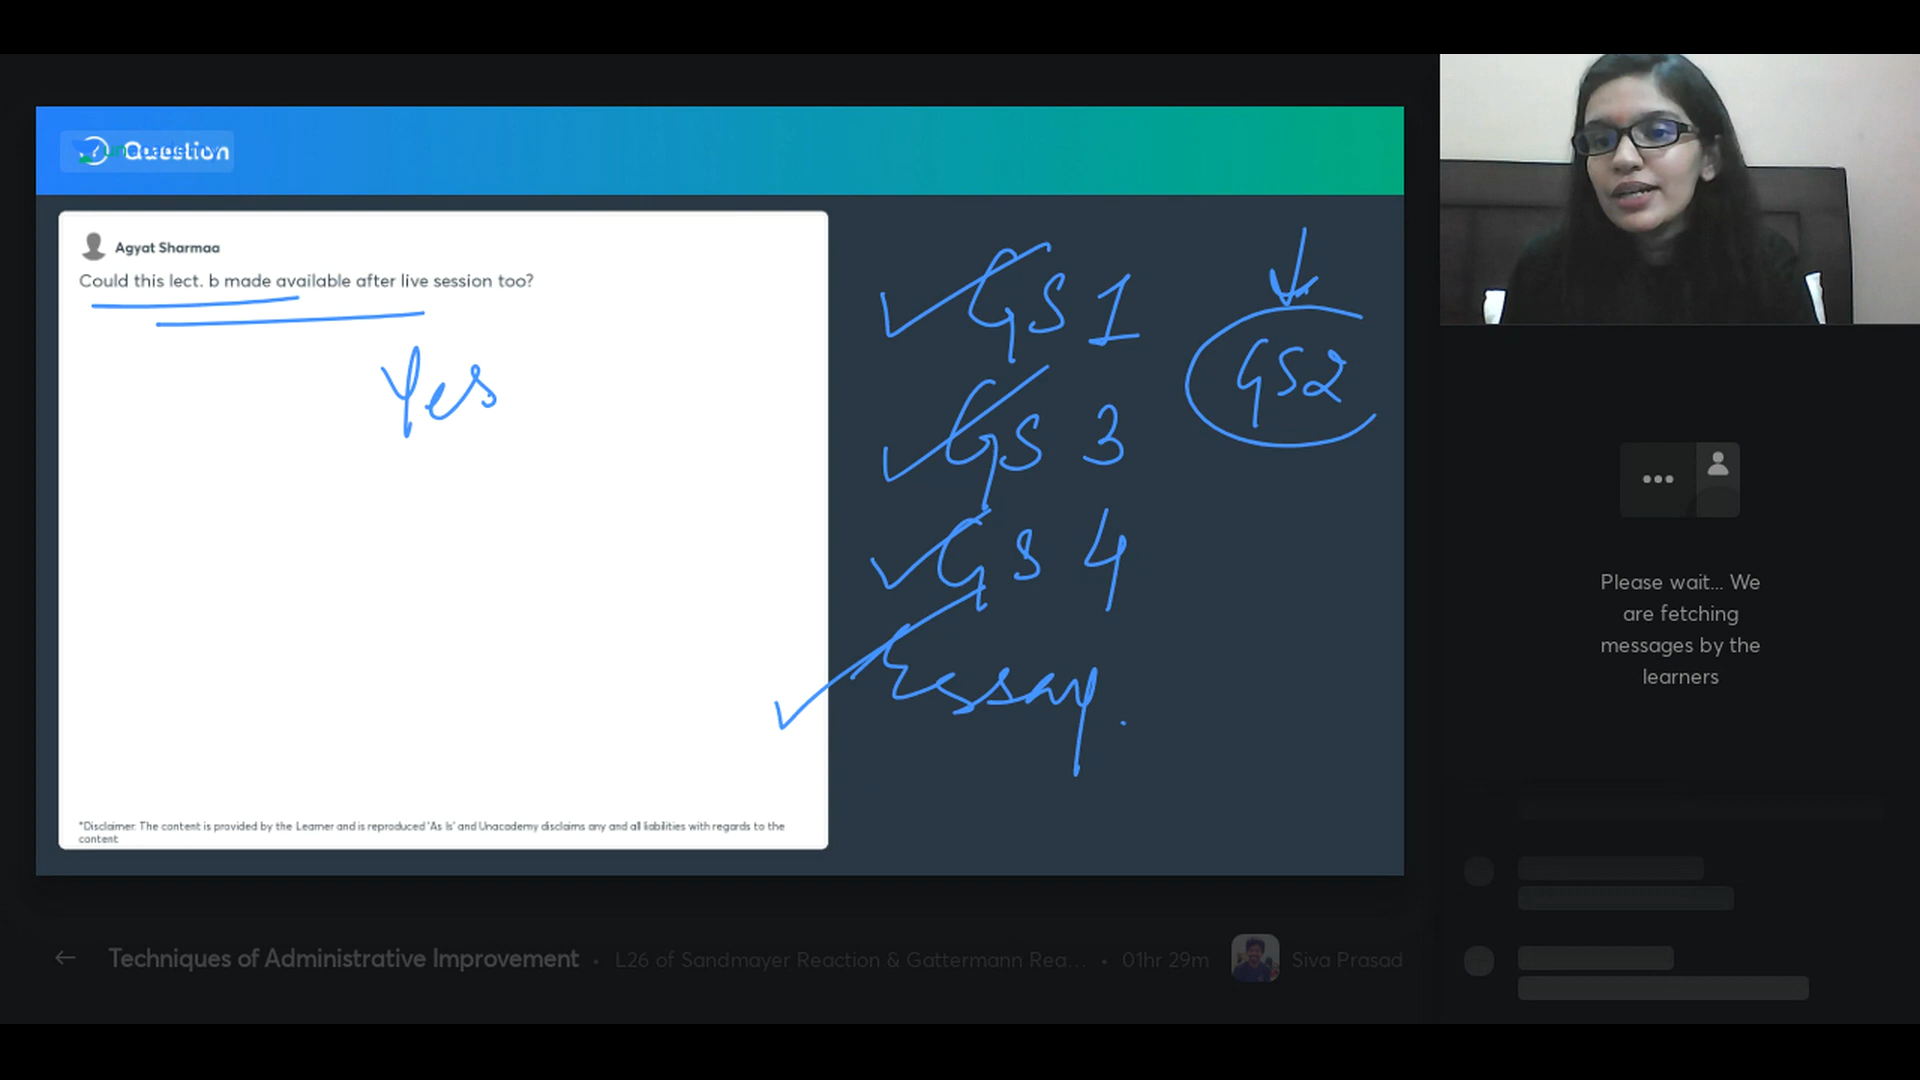 Question
Agyat Sharmaa
Could this lect. b made available after live session too?
Yes
GS 1
GS2
GS 3
GS 4
Essay.
*Disclaimer: The content is provided by the Learner and is reproduced 'As Is' and Unacademy disclaims any and all liabilities with regards to the
content
Please wait... We
are fetching
messages by the
learners
Techniques of Administrative Improvement • L26 of Sandmayer Reaction & Gattermann Rea... • 01hr 29m Siva Prasad